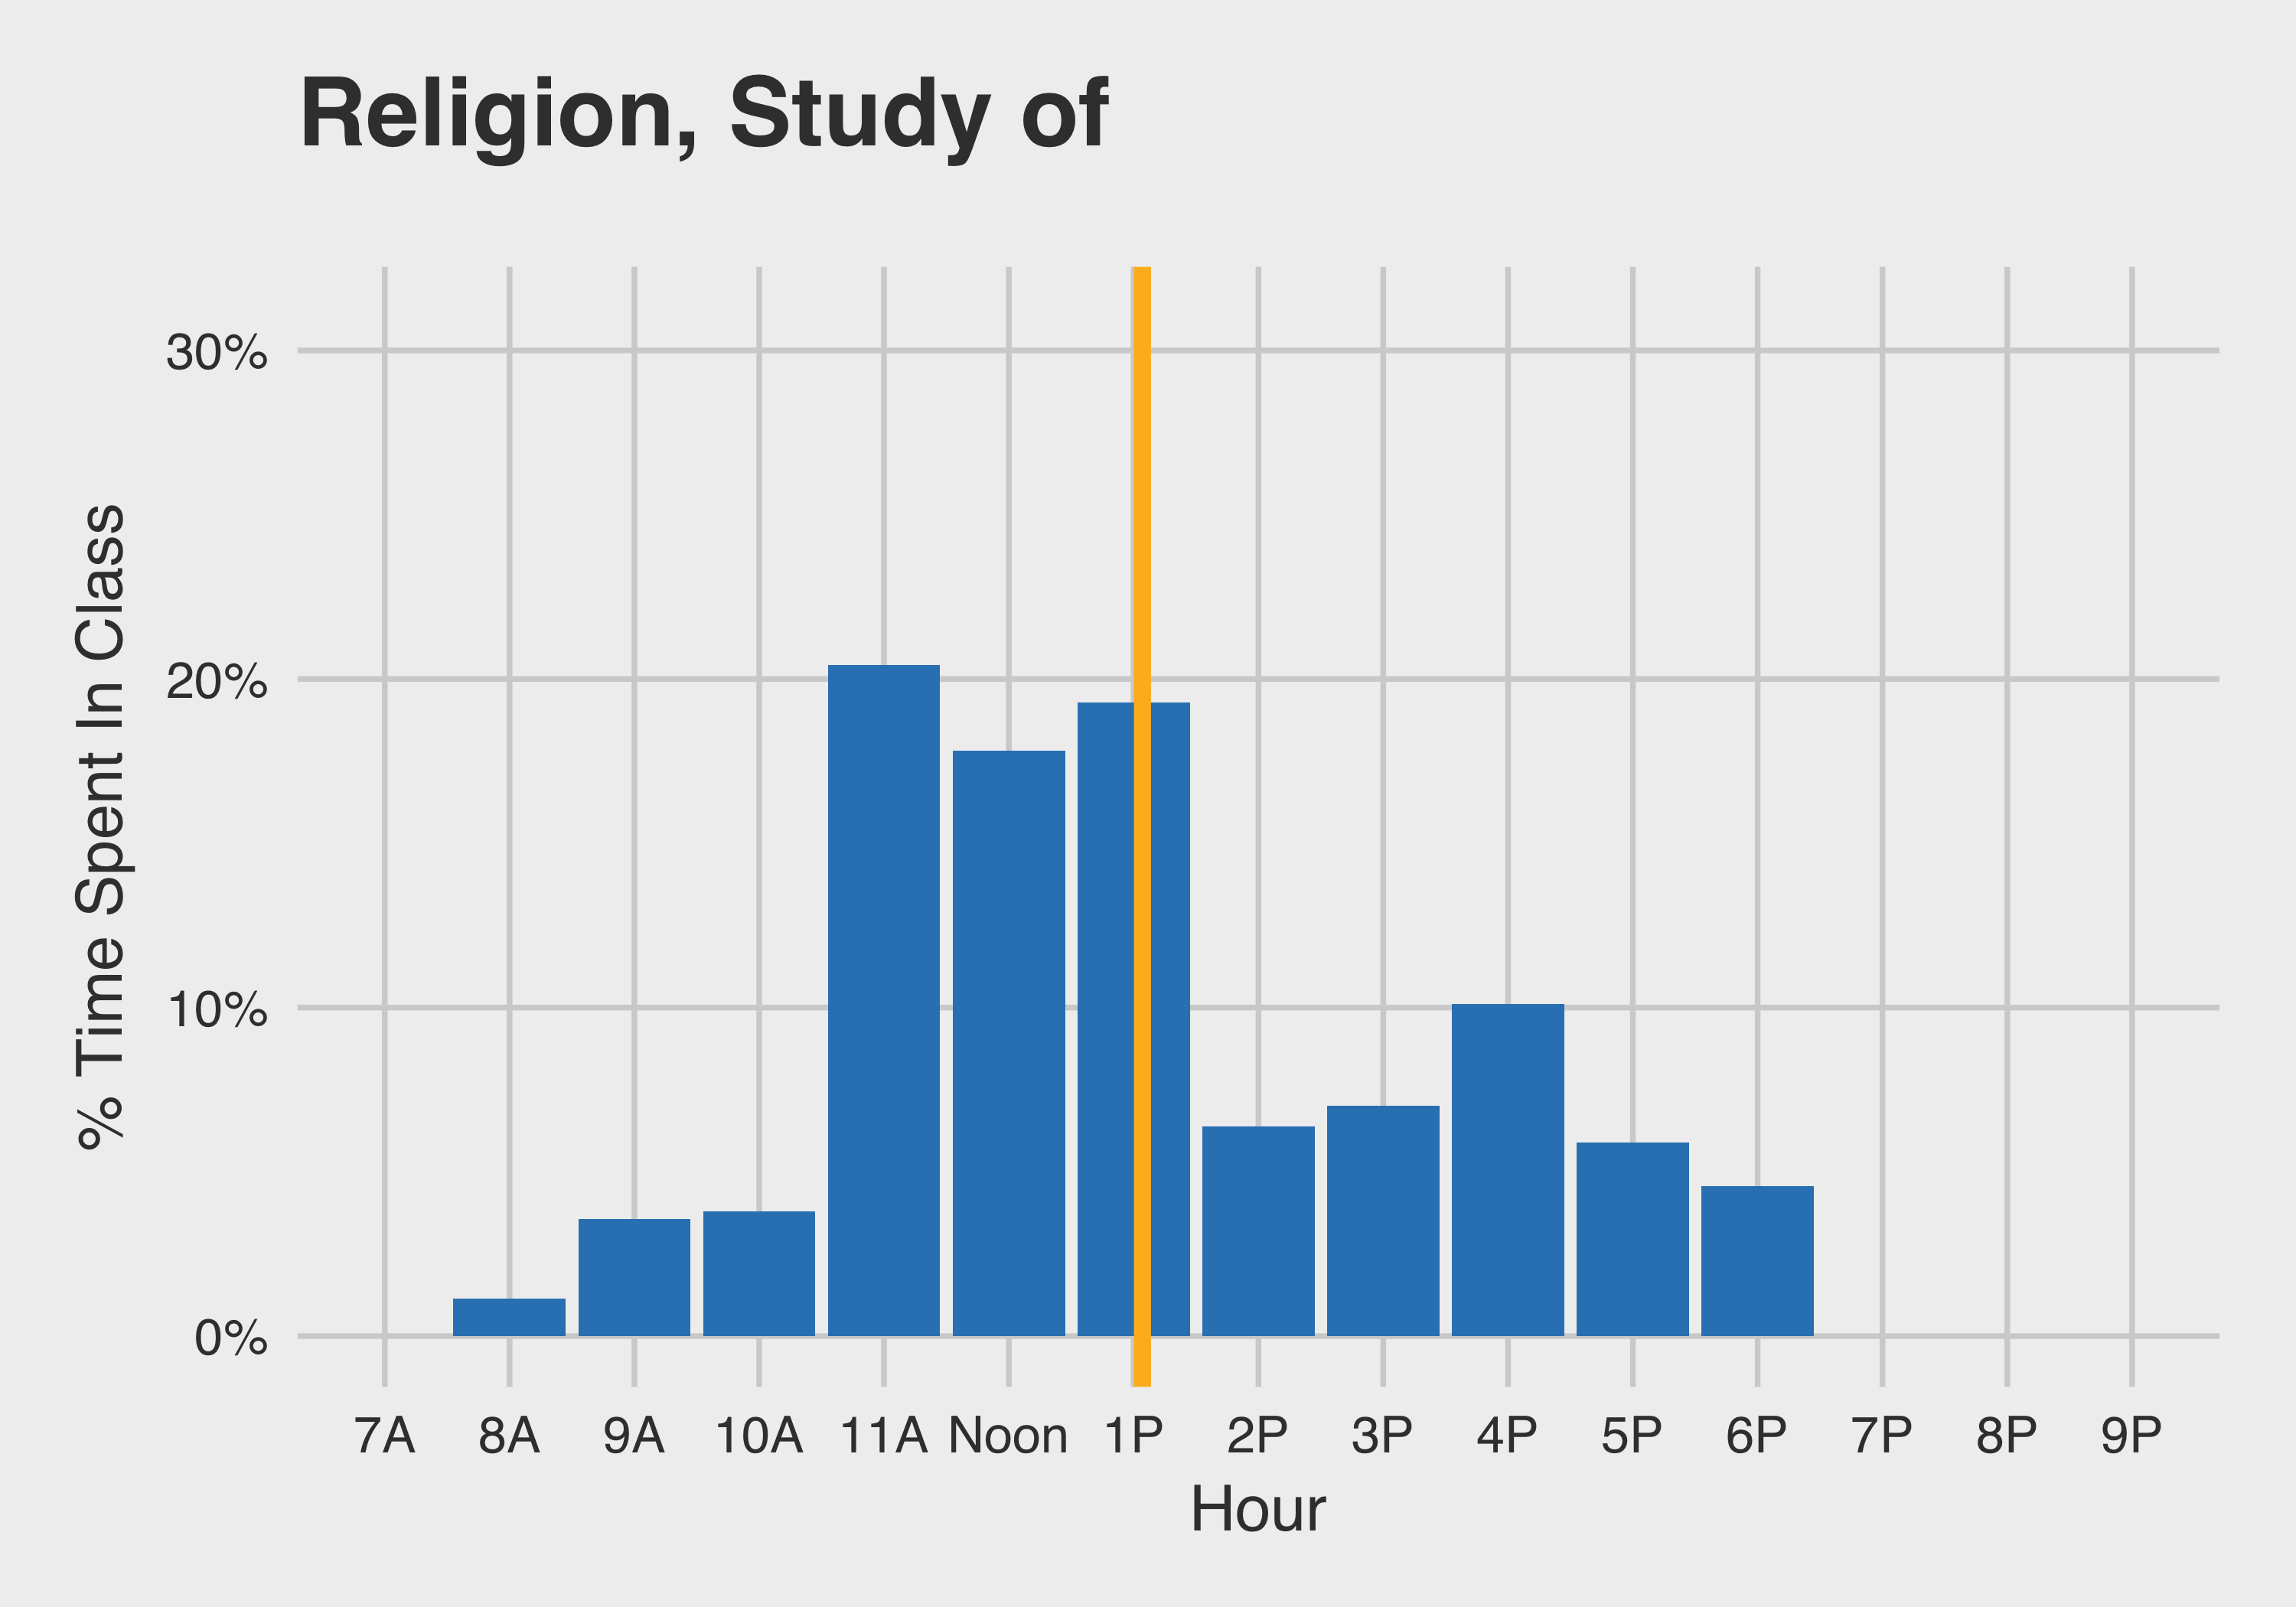 Religion, Study of
% Time Spent In Class
30%
20%
10%
0%
7A 8A 9A 10A 11A Noon 1P 2P 3P 4P 5P 6P 7P 8P 9P
Hour